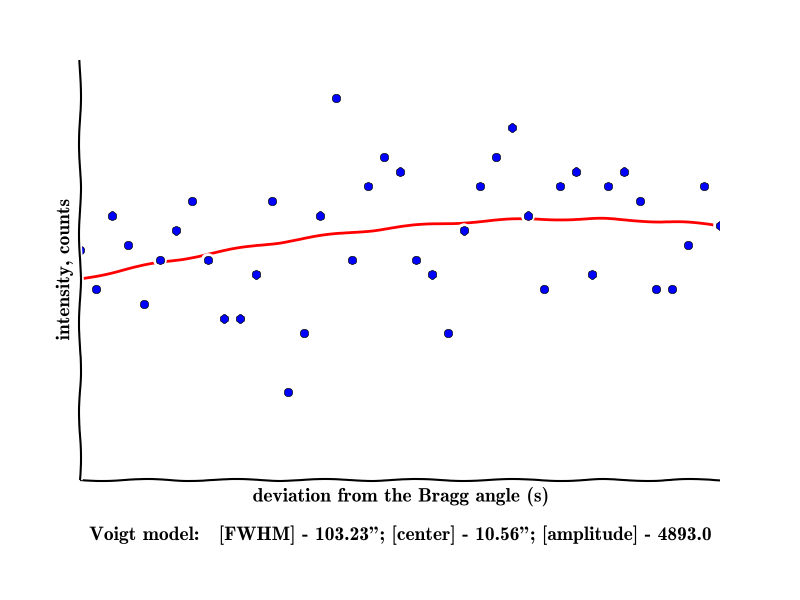 intensity, counts
deviation from the Bragg angle (s)
Voigt model: [FWHM] - 103.23”; [center] - 10.56”; [amplitude] - 4893.0